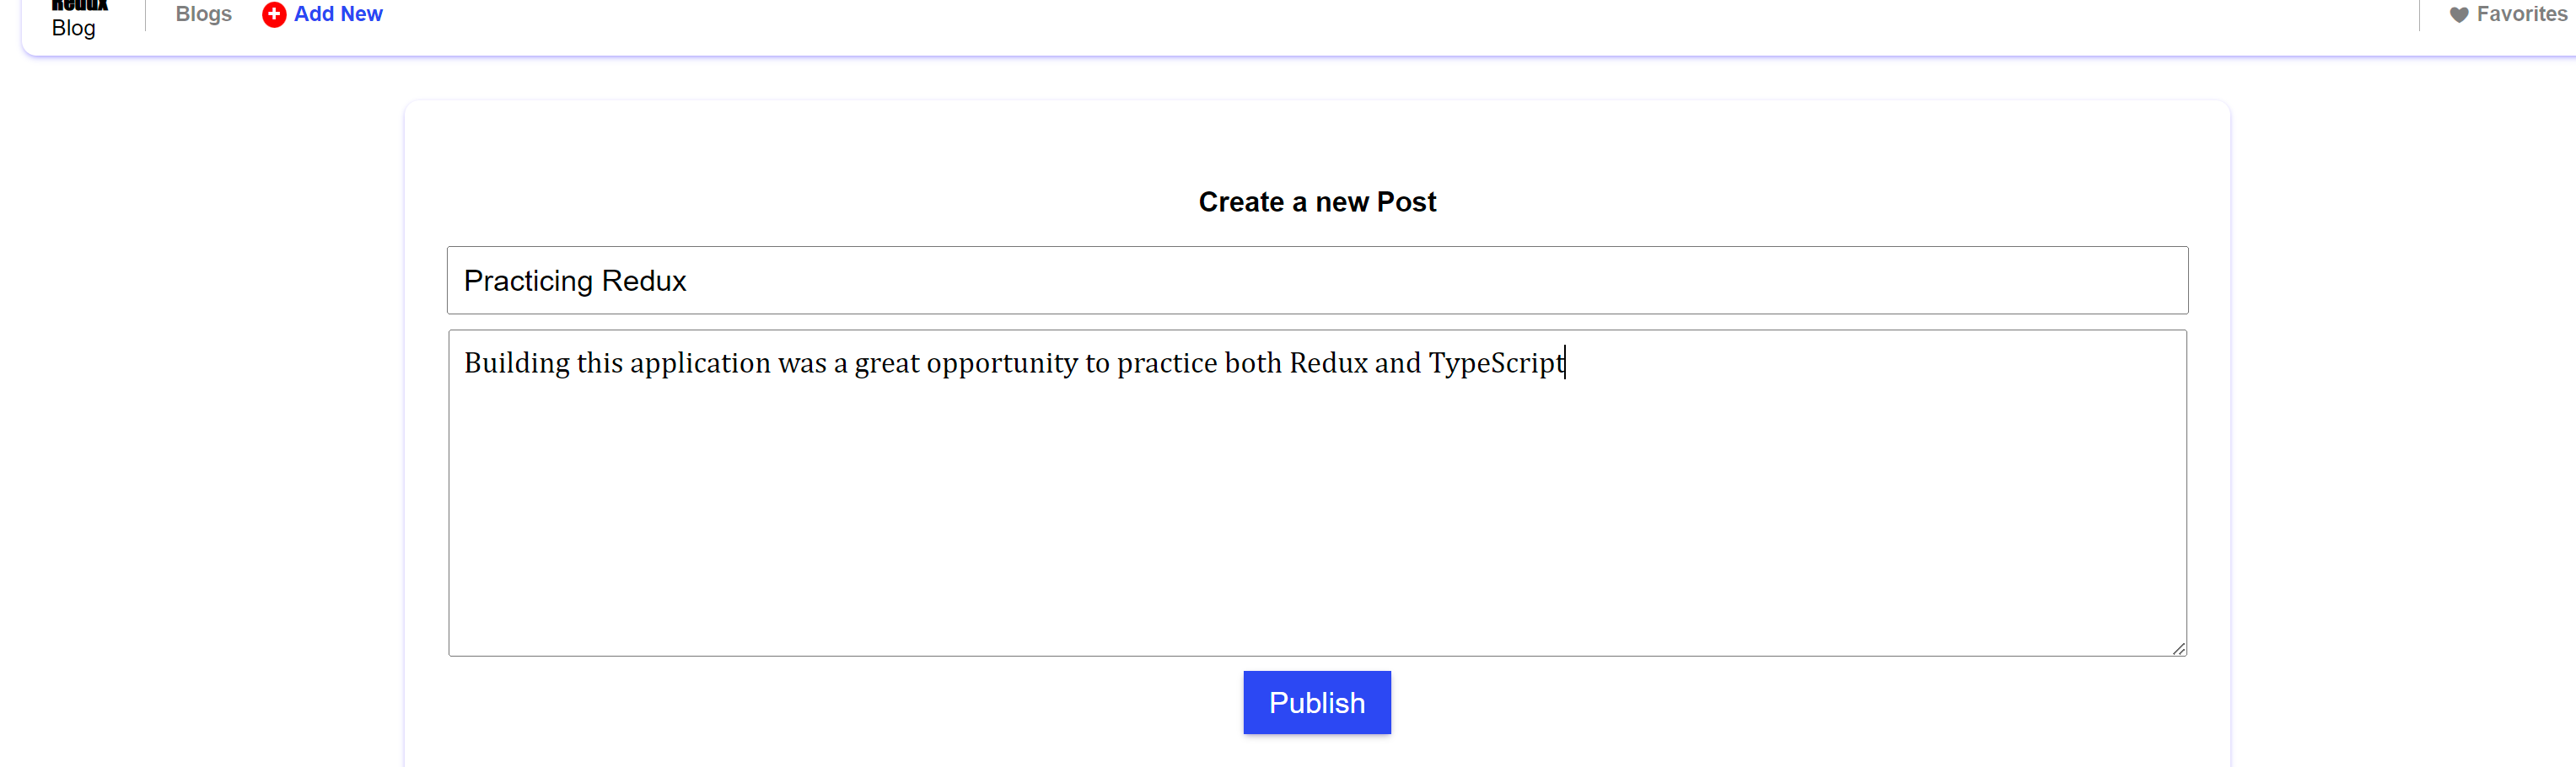 Redux
Blog
Blogs
Add New
Favorites
Create a new Post
Practicing Redux
Building this application was a great opportunity to practice both Redux and TypeScript
Publish